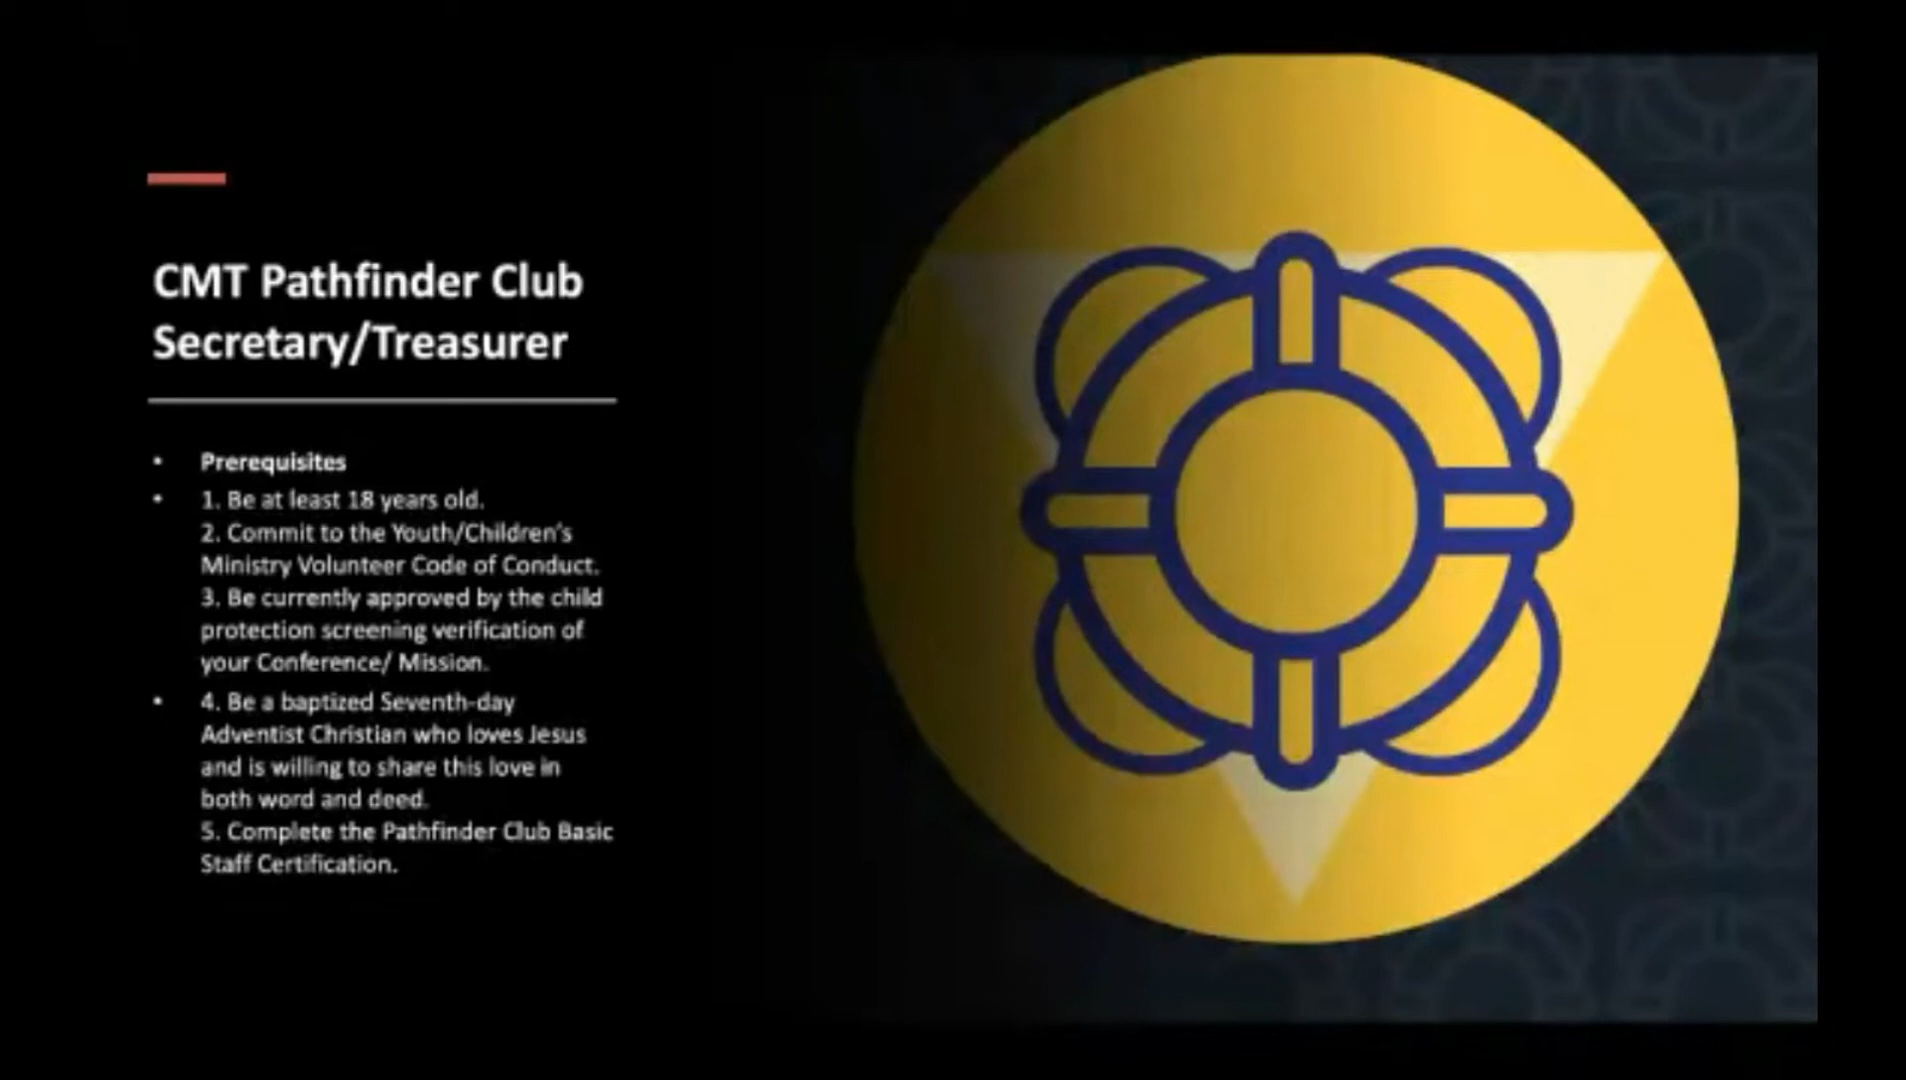 CMT Pathfinder Club
Secretary/Treasurer
• Prerequisites
• 1. Be at least 18 years old.
2. Commit to the Youth/Children's
Ministry Volunteer Code of Conduct.
3. Be currently approved by the child
protection screening verification of
your Conference/ Mission.
• 4. Be a baptized Seventh-day
Adventist Christian who loves Jesus
and is willing to share this love in
both word and deed.
5. Complete the Pathfinder Club Basic
Staff Certification.